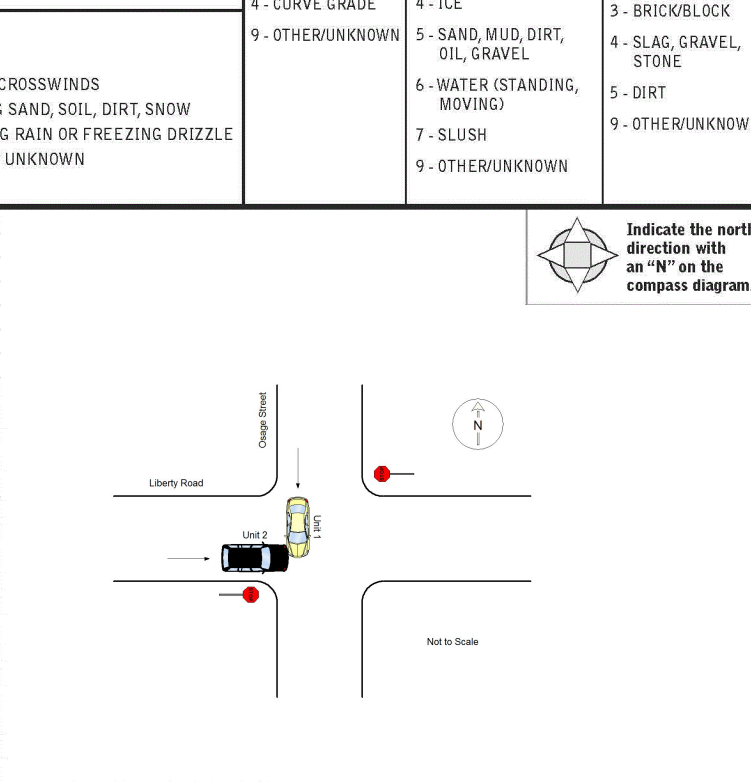 4 - CURVE GRADE
9 - OTHER/UNKNOWN
4 - ICE
5 - SAND, MUD, DIRT,
OIL, GRAVEL
6 - WATER (STANDING,
MOVING)
7 - SLUSH
9 - OTHER/UNKNOWN
3 - BRICK/BLOCK
4 - SLAG, GRAVEL,
STONE
5 - DIRT
9 - OTHER/UNKNOW
CROSSWINDS
G SAND, SOIL, DIRT, SNOW
G RAIN OR FREEZING DRIZZLE
UNKNOWN
Indicate the north
direction with
an “N” on the
compass diagram.
Osage Street
N
Liberty Road
Unit 1
Unit 2
Not to Scale